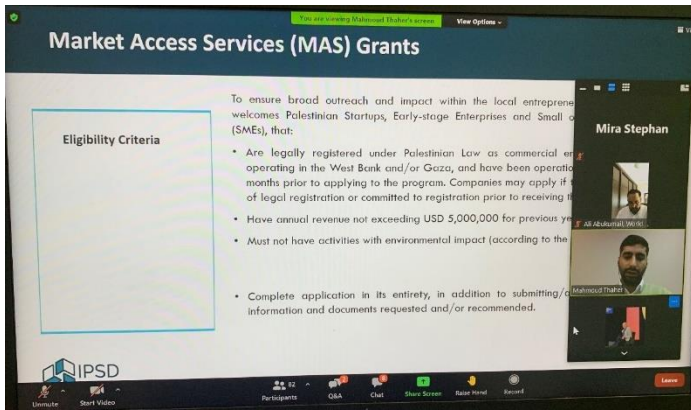 You are viewing Mahmoud Thaher's screen
View Options
Market Access Services (MAS) Grants
Eligibility Criteria
To ensure broad outreach and impact within the local entreprene
welcomes Palestinian Startups, Early-stage Enterprises and Small
(SMEs), that:
• Are legally registered under Palestinian Law as commercial
operating in the West Bank and/or Gaza, and have been operatio
months prior to applying to the program. Companies may apply if
of legal registration or committed to registration prior to receiving
• Have annual revenue not exceeding USD 5,000,000 for previous ye
• Must not have activities with environmental impact (according to the
• Complete application in its entirety, in addition to submitting/
information and documents requested and/or recommended.
Mira Stephan
Ali Abukumail,
Mahmoud Thaher
IPSD
Unmute
Start Video
Participants
62
Q&A
Chat
Share Screen
Raise Hand
Record
Leave